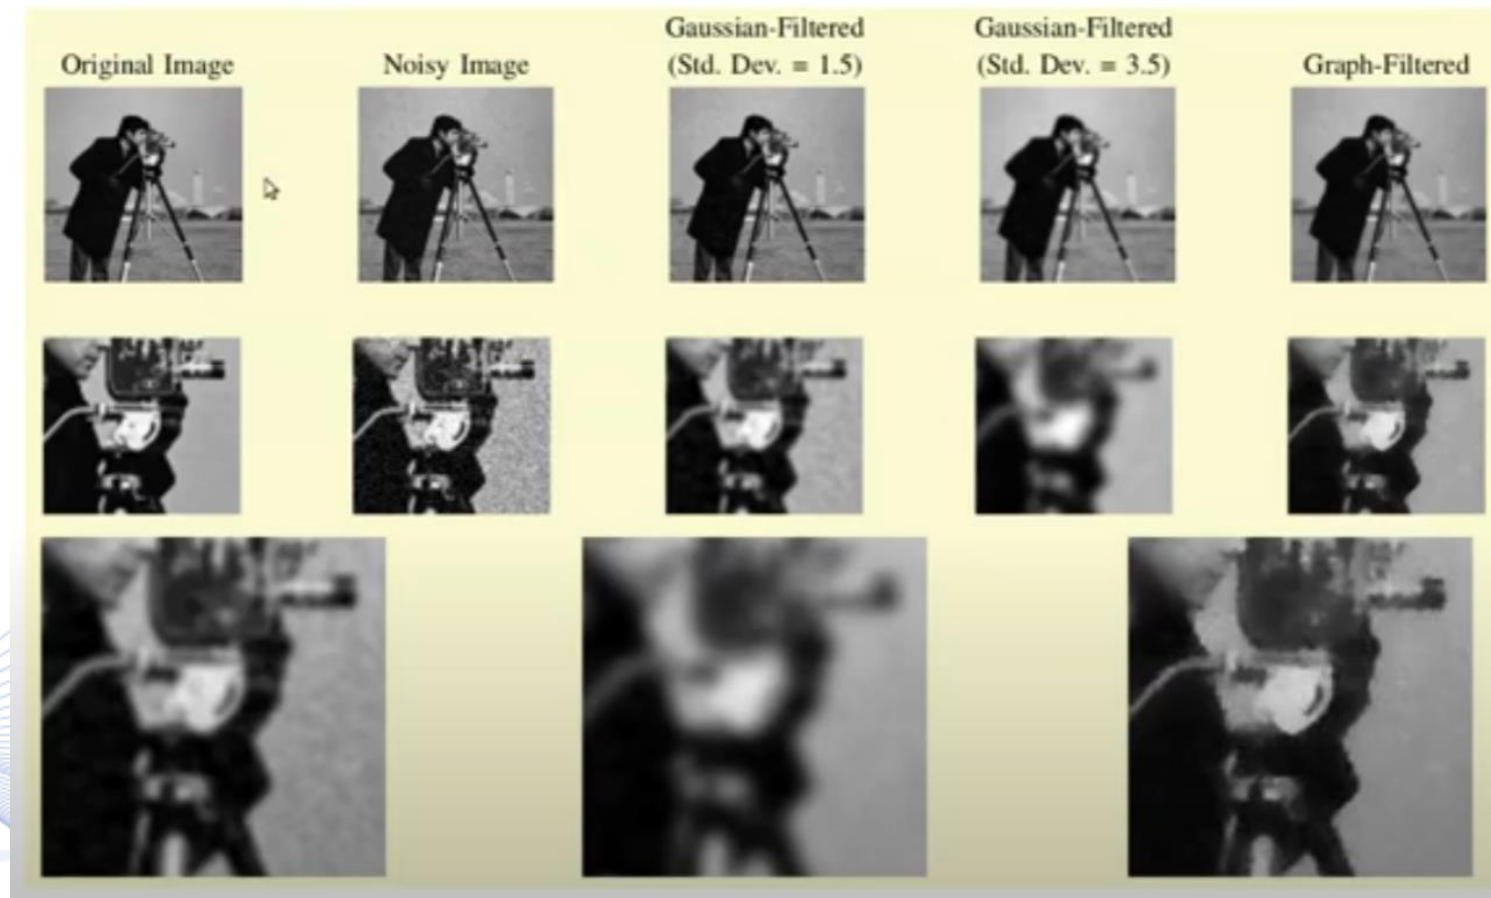 Original Image
Noisy Image
Gaussian-Filtered
(Std. Dev. = 1.5)
Gaussian-Filtered
(Std. Dev. = 3.5)
Graph-Filtered